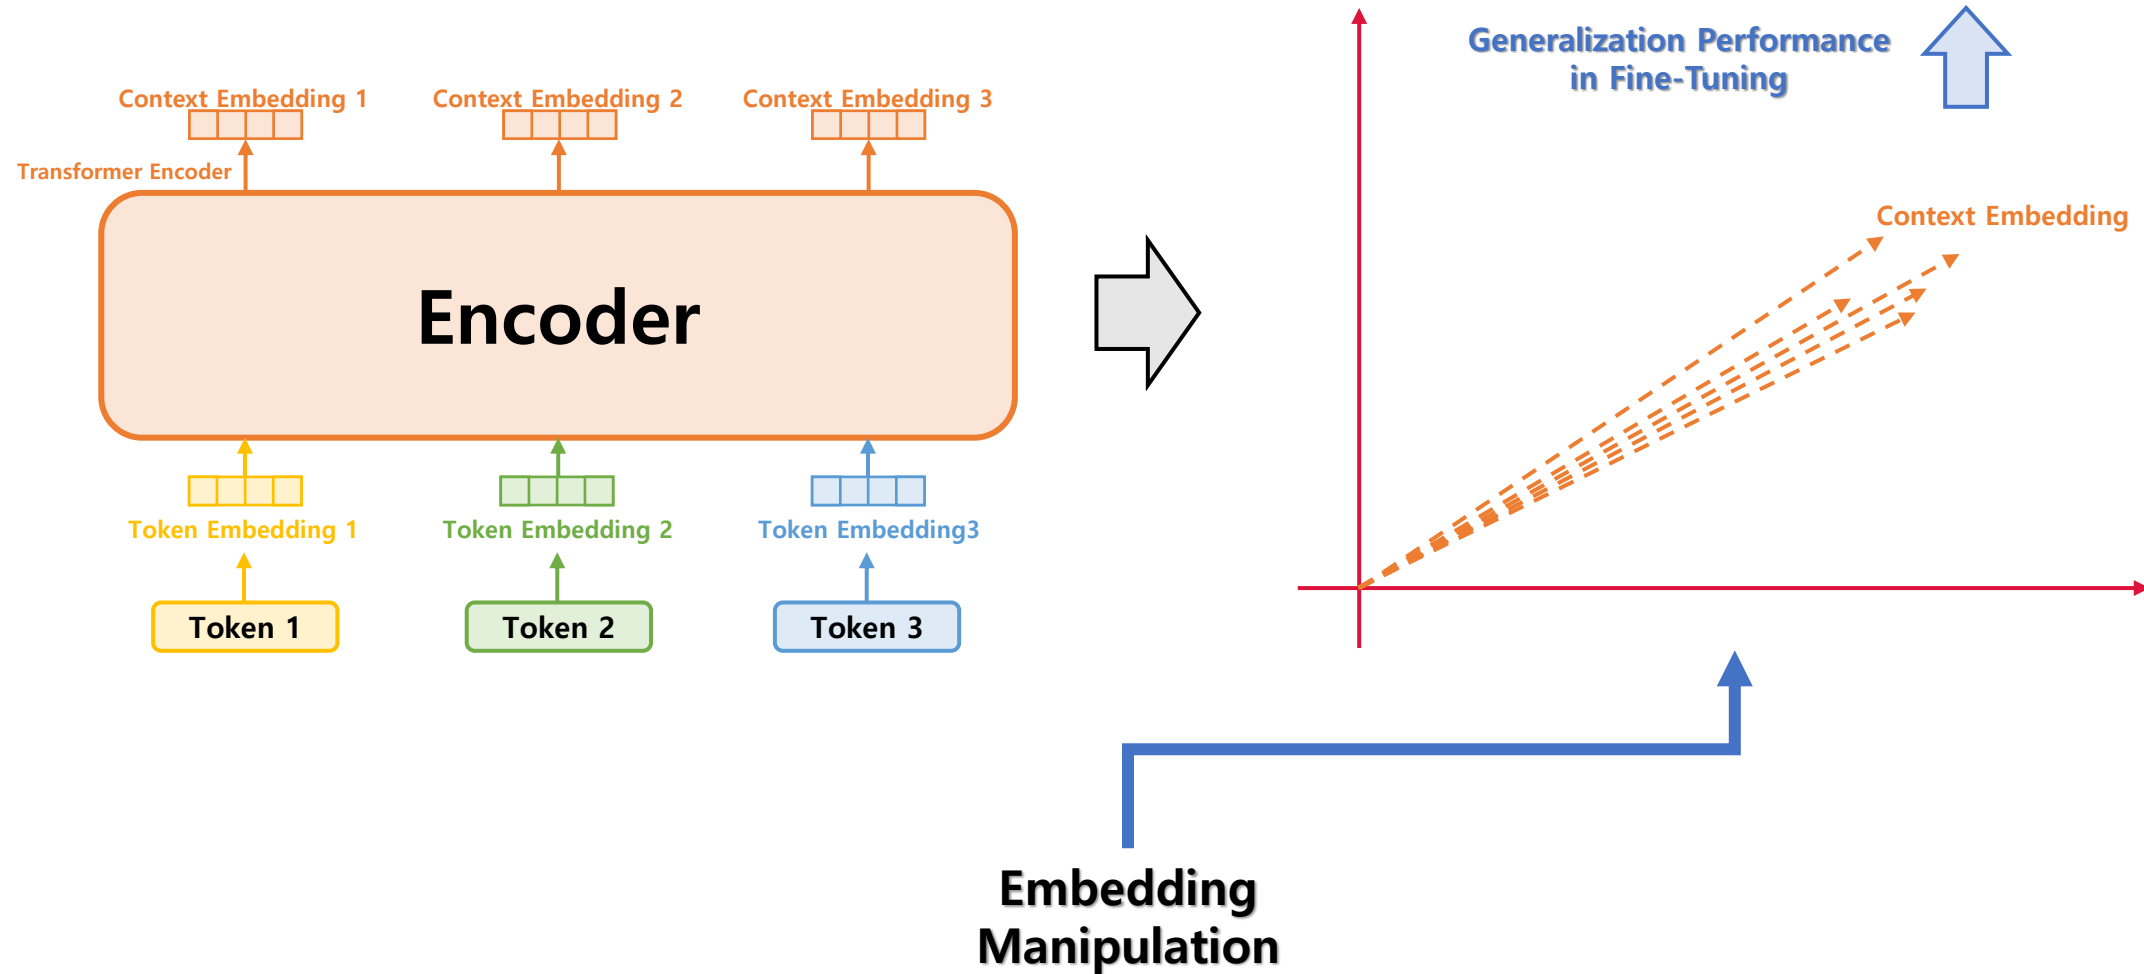 Generalization Performance
in Fine-Tuning
Context Embedding 1
Context Embedding 2
Context Embedding 3
Transformer Encoder
Context Embedding
Encoder
Token Embedding 1
Token Embedding 2
Token Embedding3
Token 1
Token 2
Token 3
Embedding
Manipulation